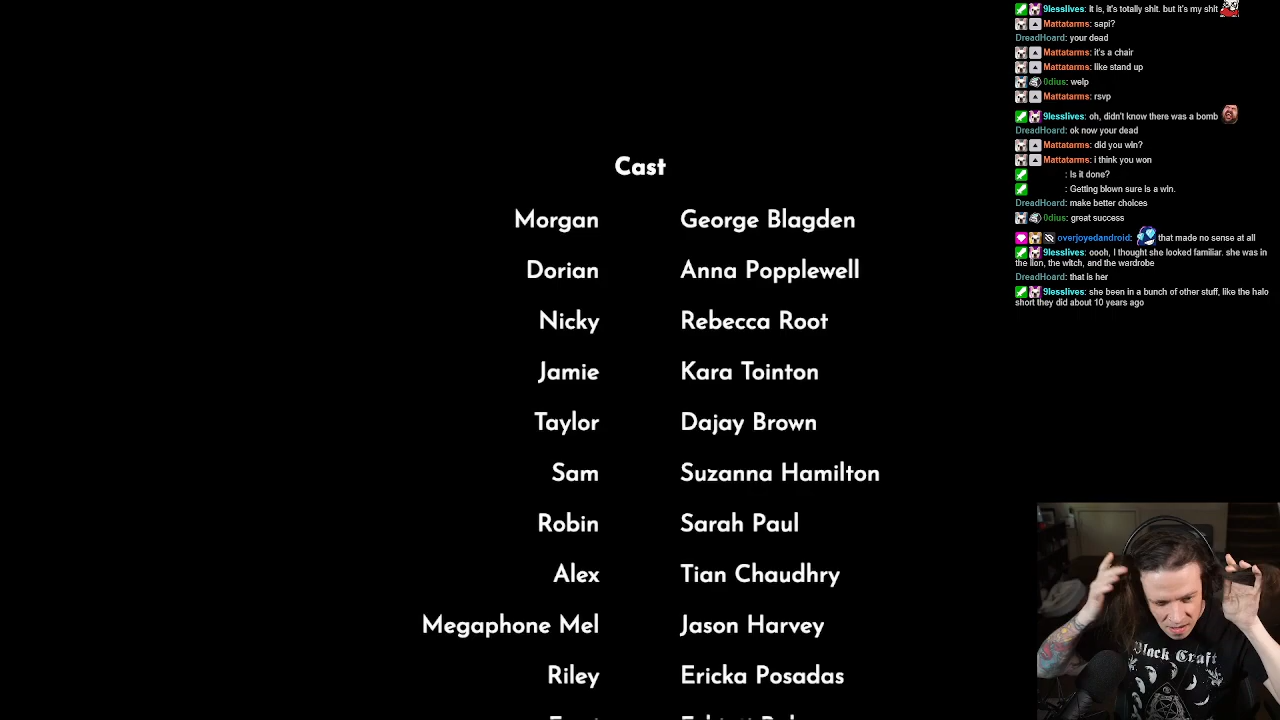 Cast
Morgan George Blagden
Dorian Anna Popplewell
Nicky Rebecca Root
Jamie Kara Tointon
Taylor Dajay Brown
Sam Suzanna Hamilton
Robin Sarah Paul
Alex Tian Chaudhry
Megaphone Mel Jason Harvey
Riley Ericka Posadas
9lesslives: it is, it's totally shit. but it's my shit
Mattatarms: sapi?
DreadHoard: your dead
Mattatarms: it's a chair
Mattatarms: like stand up
0dius: welp
Mattatarms: rsvp
9lesslives: oh, didn't know there was a bomb
DreadHoard: ok now your dead
Mattatarms: did you win?
Mattatarms: i think you won
: Is it done?
: Getting blown sure is a win.
DreadHoard: make better choices
0dius: great success
overjoyedandroid: that made no sense at all
9lesslives: oooh, I thought she looked familiar. she was in
the lion, the witch, and the wardrobe
DreadHoard: that is her
9lesslives: she been in a bunch of other stuff, like the halo
short they did about 10 years ago
Black Craft